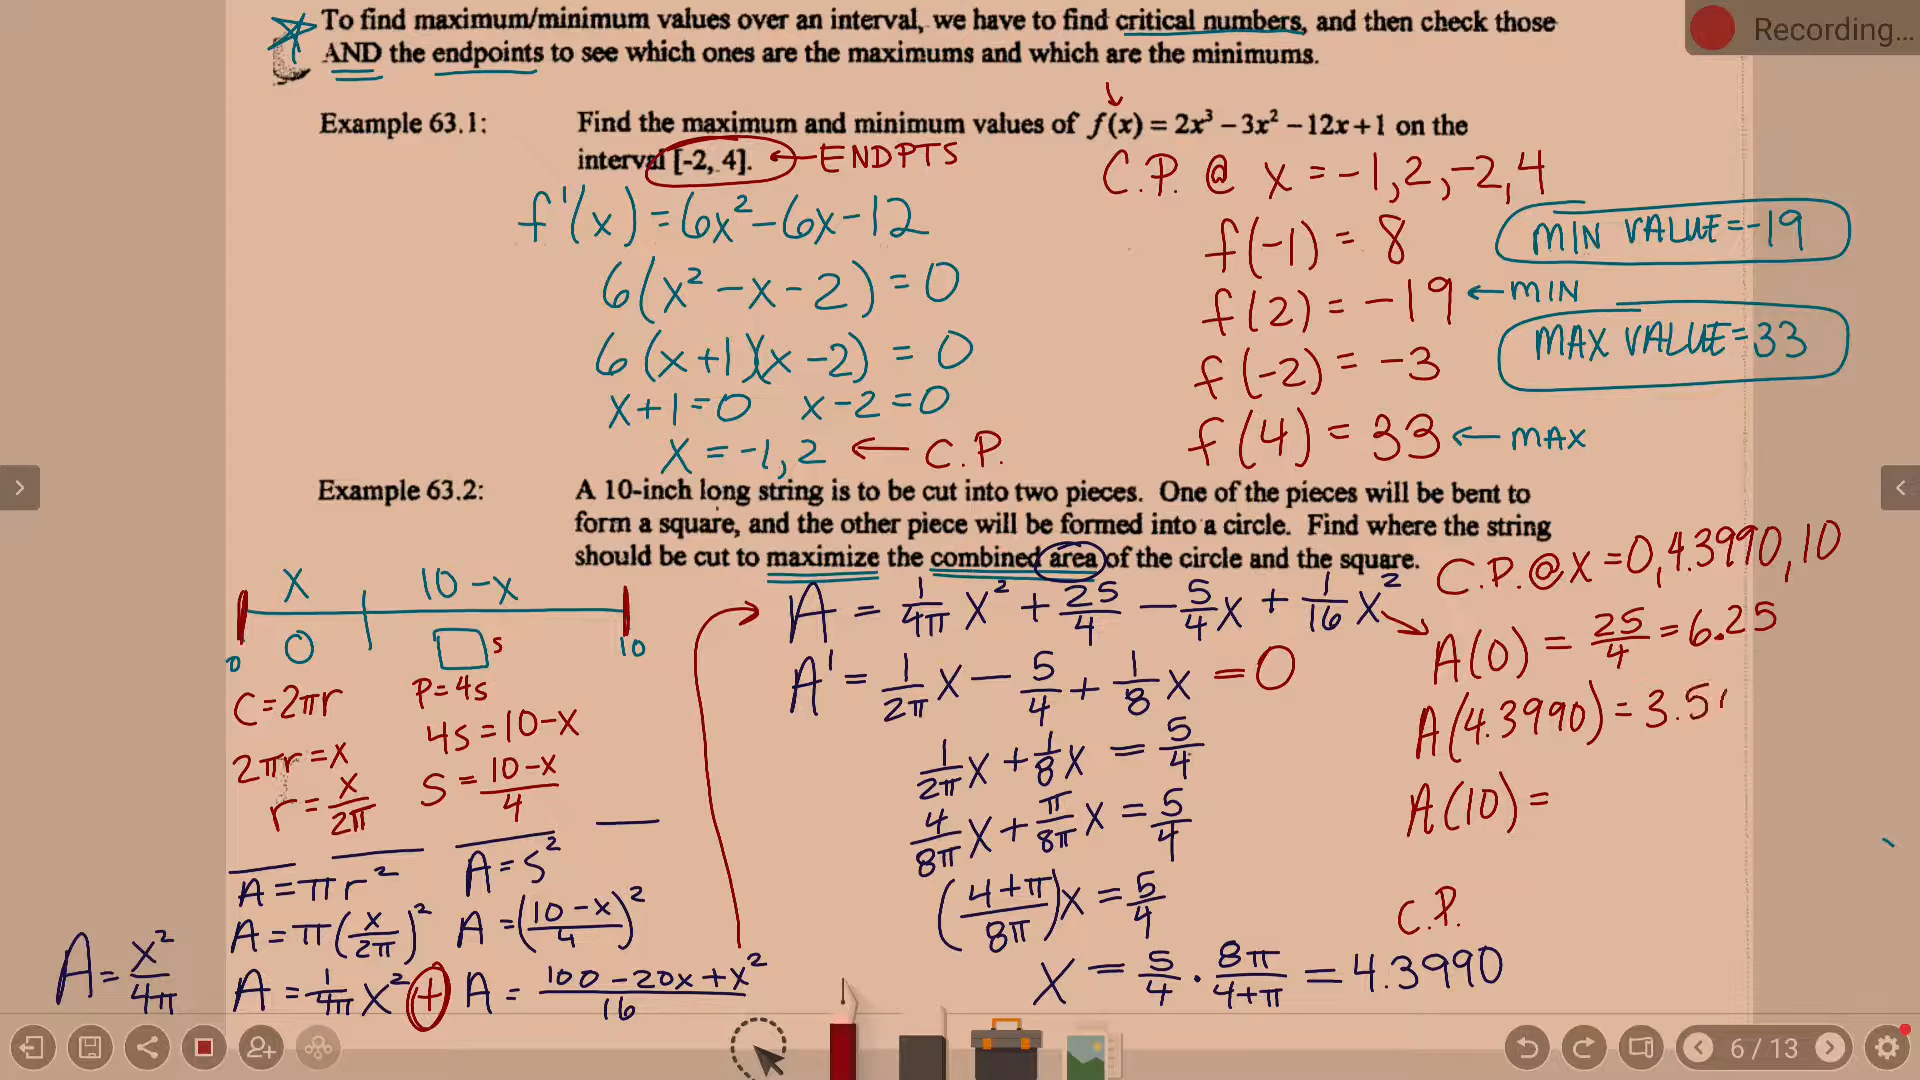 To find maximum/minimum values over an interval, we have to find critical numbers, and then check those
AND the endpoints to see which ones are the maximums and which are the minimums.
Recording...
Example 63.1: Find the maximum and minimum values of f(x) = 2x³ – 3x² – 12x + 1 on the
interval [-2, 4]. ← ENDPTS
f'(x) = 6x² – 6x – 12
6(x² – x – 2) = 0
6(x+1)(x–2) = 0
x+1=0 x–2=0
x = –1, 2 ← C.P.
C.P. @ x = –1, 2, –2, 4
f(–1) = 8
f(2) = –19 ← MIN
f(–2) = –3
f(4) = 33 ← MAX
MIN VALUE = –19
MAX VALUE = 33
Example 63.2: A 10-inch long string is to be cut into two pieces. One of the pieces will be bent to
form a square, and the other piece will be formed into a circle. Find where the string
should be cut to maximize the combined area of the circle and the square.
x 10–x
s
0 10
C = 2πr
2πr = x
r = x/2π
P = 4s
4s = 10–x
S = (10–x)/4
A = πr²
A = π(x/2π)²
A = 1/4π x²
A = x²/4π
+
A = s²
A = ((10–x)/4)²
A = (100–20x+x²)/16
A = 1/4π x² + 25/4 – 5/4 x + 1/16 x²
A' = 1/2π x – 5/4 + 1/8 x = 0
1/2π x + 1/8 x = 5/4
4/8π x + π/8π x = 5/4
((4+π)/8π) x = 5/4
x = 5/4 · 8π/(4+π) = 4.3990
C.P.
C.P. @ x = 0, 4.3990, 10
A(0) = 25/4 = 6.25
A(4.3990) = 3.5
A(10) =
6 / 13